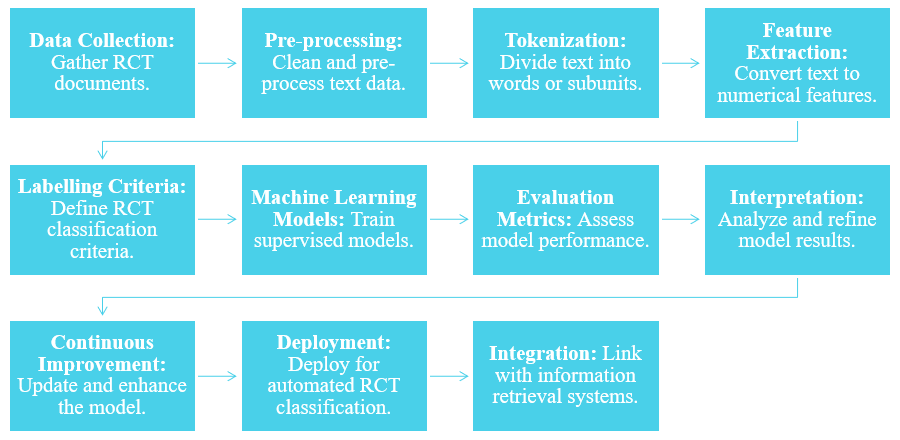 Data Collection:
Gather RCT
documents.
Pre-processing:
Clean and pre-
process text data.
Tokenization:
Divide text into
words or subunits.
Feature
Extraction:
Convert text to
numerical features.
Labelling Criteria:
Define RCT
classification
criteria.
Machine Learning
Models: Train
supervised models.
Evaluation
Metrics: Assess
model performance.
Interpretation:
Analyze and refine
model results.
Continuous
Improvement:
Update and enhance
the model.
Deployment:
Deploy for
automated RCT
classification.
Integration: Link
with information
retrieval systems.